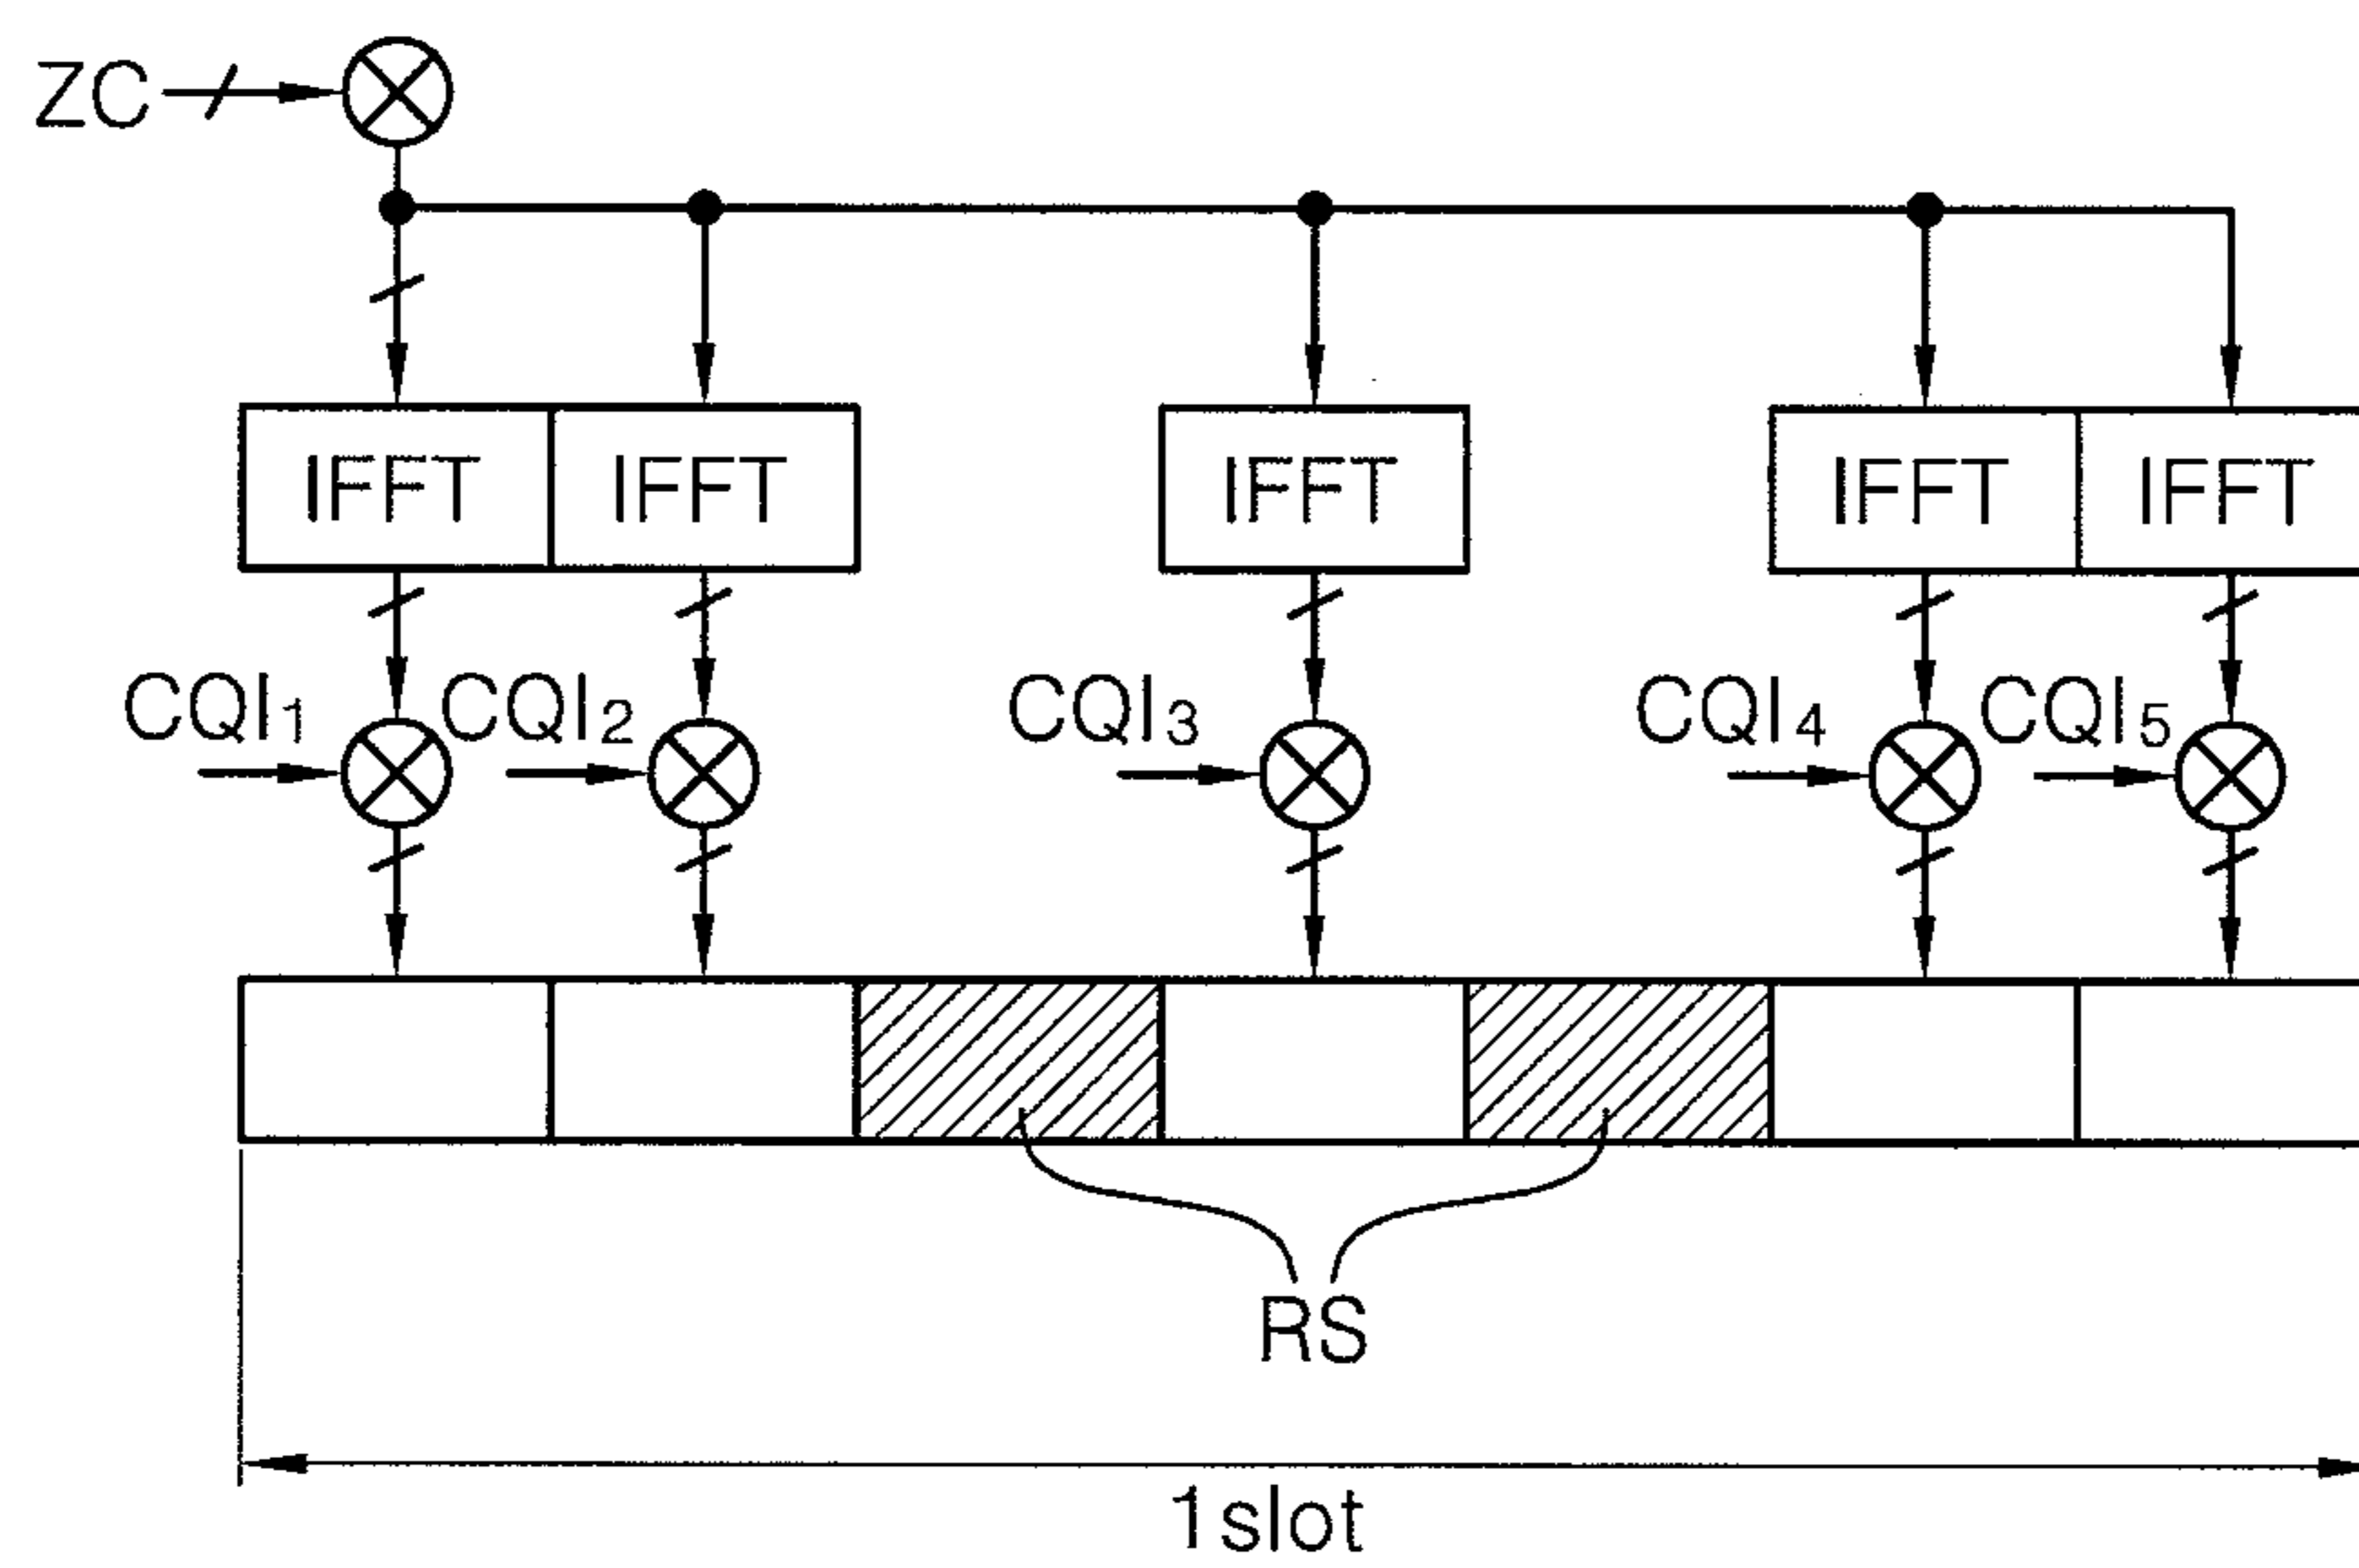 ZC
IFFT IFFT IFFT IFFT IFFT
CQI1 CQI2 CQI3 CQI4 CQI5
RS
1slot